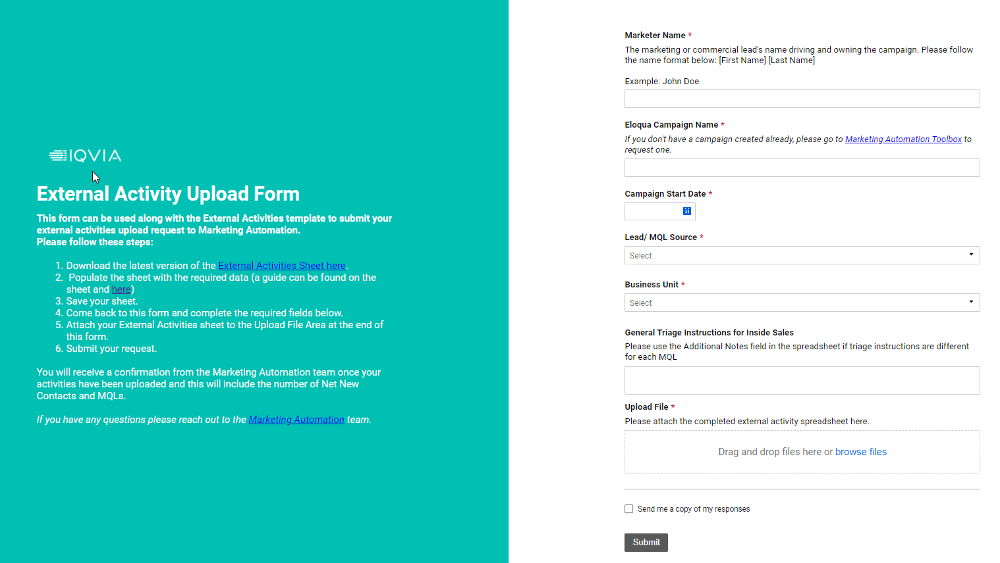 IQVIA
External Activity Upload Form
This form can be used along with the External Activities template to submit your
external activities upload request to Marketing Automation.
Please follow these steps:
1. Download the latest version of the External Activities Sheet here.
2. Populate the sheet with the required data (a guide can be found on the
sheet and here)
3. Save your sheet.
4. Come back to this form and complete the required fields below.
5. Attach your External Activities sheet to the Upload File Area at the end of
this form.
6. Submit your request.
You will receive a confirmation from the Marketing Automation team once your
activities have been uploaded and this will include the number of Net New
Contacts and MQLs.
If you have any questions please reach out to the Marketing Automation team.
Marketer Name *
The marketing or commercial lead's name driving and owning the campaign. Please follow
the name format below: [First Name] [Last Name]
Example: John Doe
Eloqua Campaign Name *
If you don't have a campaign created already, please go to Marketing Automation Toolbox to
request one.
Campaign Start Date *
31
Lead/ MQL Source *
Select
Business Unit *
Select
General Triage Instructions for Inside Sales
Please use the Additional Notes field in the spreadsheet if triage instructions are different
for each MQL
Upload File *
Please attach the completed external activity spreadsheet here.
Drag and drop files here or browse files
Send me a copy of my responses
Submit